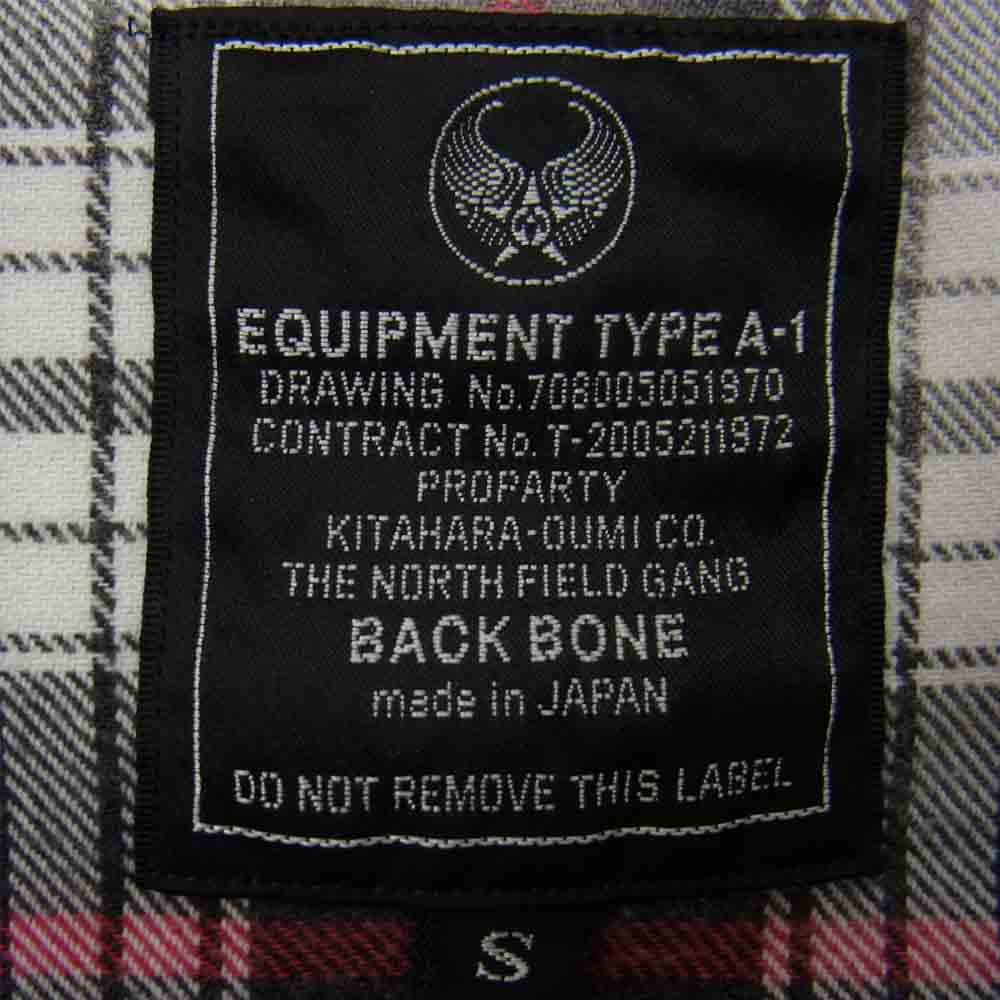 EQUIPMENT TYPE A-1
DRAWING No.708005051970
CONTRACT No. T-2005211972
PROPARTY
KITAHARA-OUMI CO.
THE NORTH FIELD GANG
BACK BONE
made in JAPAN
DO NOT REMOVE THIS LABEL
S